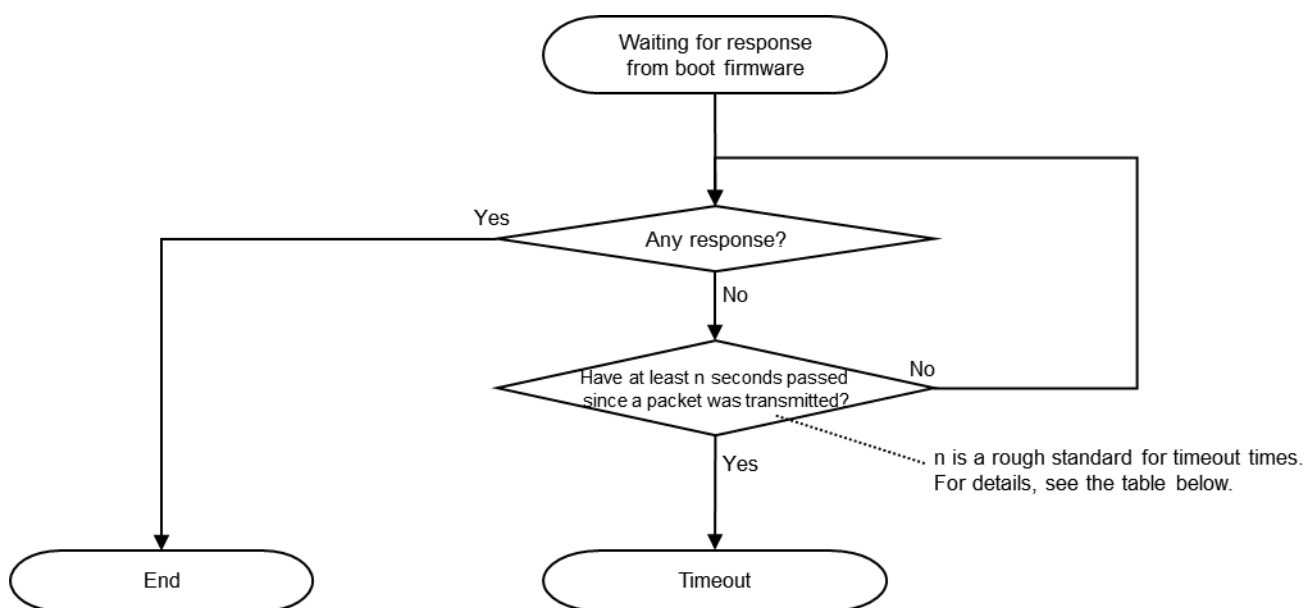 Waiting for response
from boot firmware
Yes
Any response?
No
Have at least n seconds passed
since a packet was transmitted?
No
Yes
n is a rough standard for timeout times.
For details, see the table below.
End
Timeout